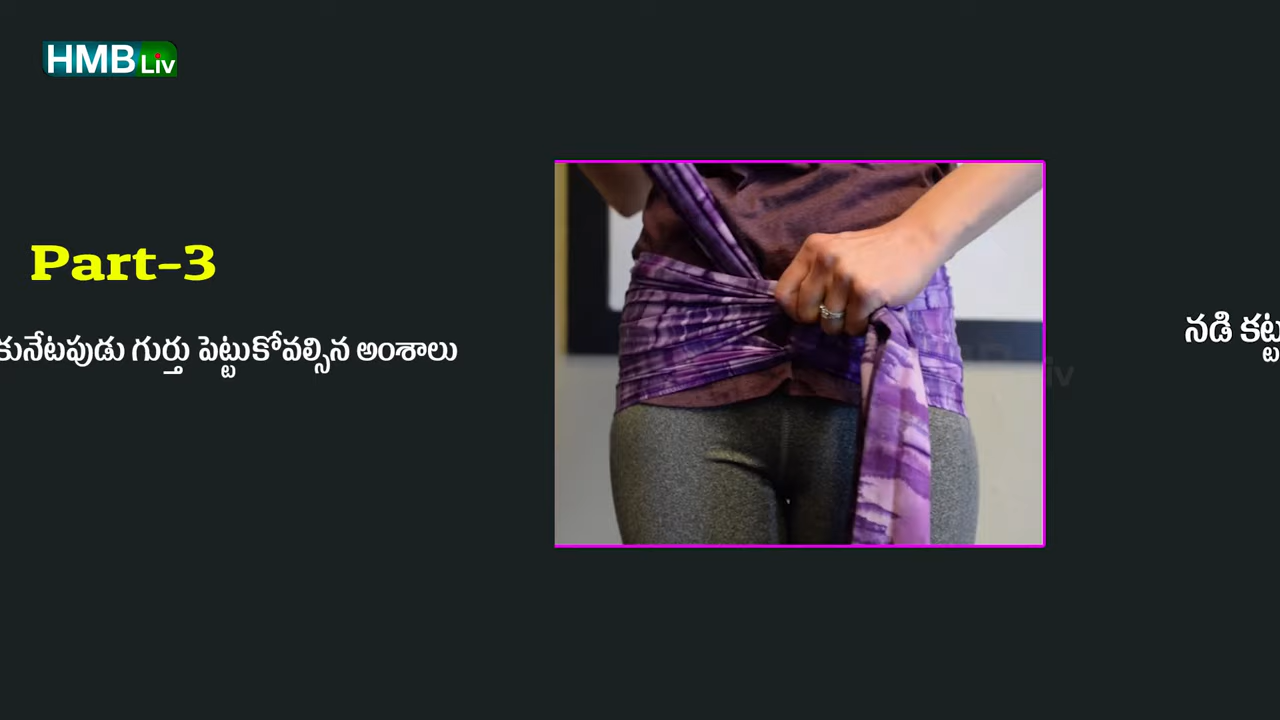 HMB Liv
Part-3
కునేటపుడు గుర్తు పెట్టుకోవల్సిన అంశాలు
నడి కట్ట